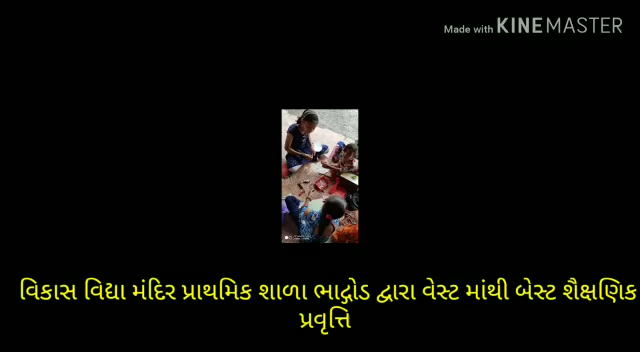 Made with KINEMASTER
વિકાસ વિદ્યા મંદિર પ્રાથમિક શાળા ભાદ્રોડ દ્વારા વેસ્ટ માંથી બેસ્ટ શૈક્ષણિક
પ્રવૃત્તિ